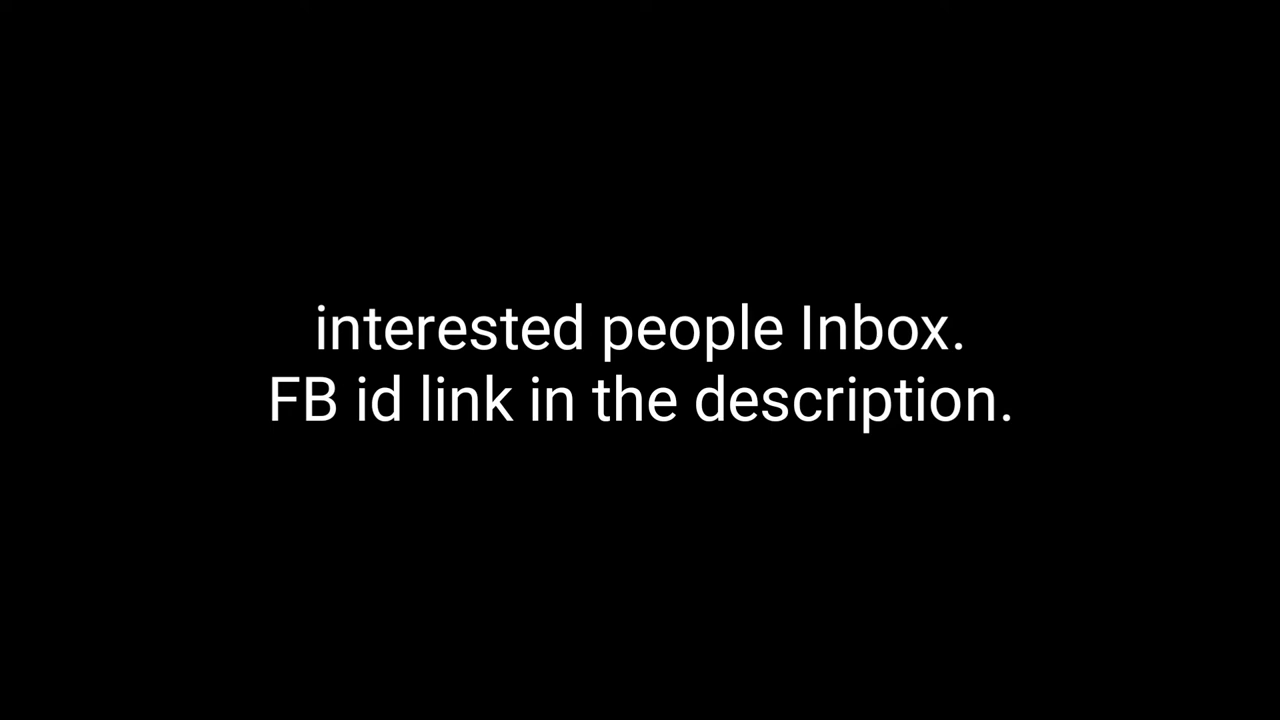 interested people Inbox.
FB id link in the description.